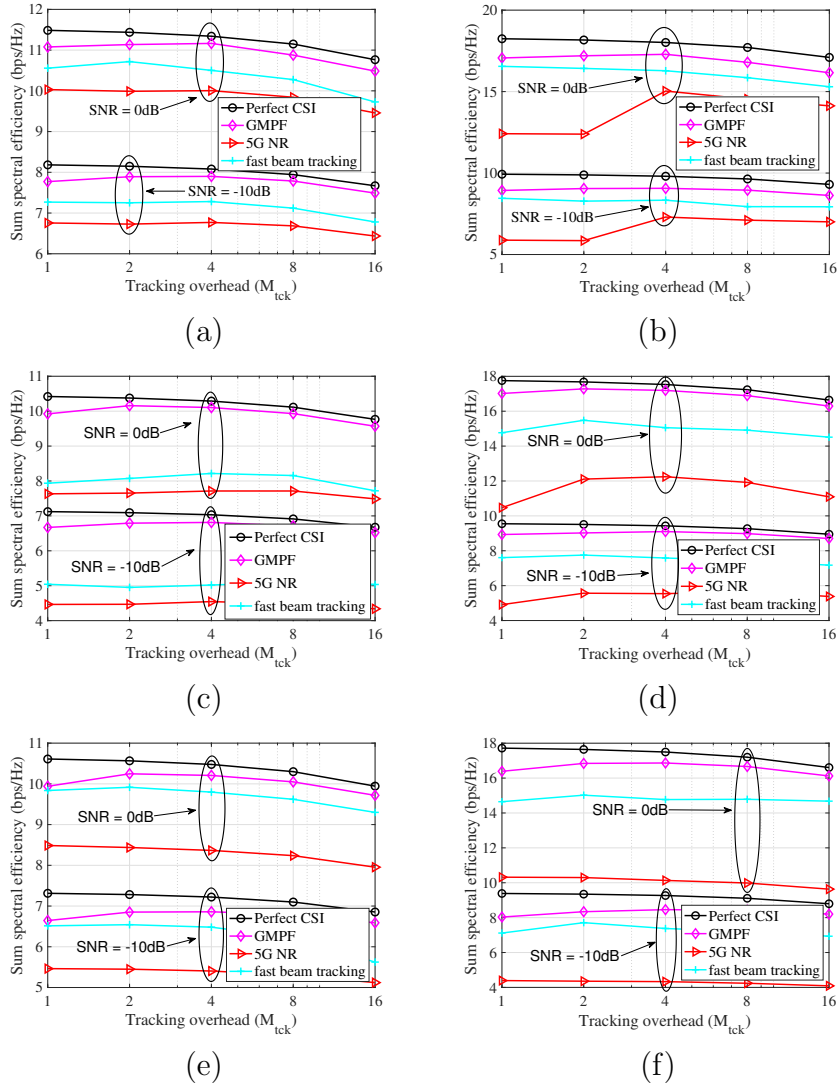 12
11
10
9
8
7
6
Sum spectral efficiency (bps/Hz)
SNR = 0dB
SNR = -10dB
Perfect CSI
GMPF
5G NR
fast beam tracking
1
2
4
8
16
Tracking overhead (M_tck)
(a)
20
15
10
5
Sum spectral efficiency (bps/Hz)
SNR = 0dB
SNR = -10dB
Perfect CSI
GMPF
5G NR
fast beam tracking
1
2
4
8
16
Tracking overhead (M_tck)
(b)
11
10
9
8
7
6
5
4
Sum spectral efficiency (bps/Hz)
SNR = 0dB
SNR = -10dB
Perfect CSI
GMPF
5G NR
fast beam tracking
1
2
4
8
16
Tracking overhead (M_tck)
(c)
18
16
14
12
10
8
6
4
Sum spectral efficiency (bps/Hz)
SNR = 0dB
SNR = -10dB
Perfect CSI
GMPF
5G NR
fast beam tracking
1
2
4
8
16
Tracking overhead (M_tck)
(d)
11
10
9
8
7
6
5
Sum spectral efficiency (bps/Hz)
SNR = 0dB
SNR = -10dB
Perfect CSI
GMPF
5G NR
fast beam tracking
1
2
4
8
16
Tracking overhead (M_tck)
(e)
18
16
14
12
10
8
6
4
Sum spectral efficiency (bps/Hz)
SNR = 0dB
SNR = -10dB
Perfect CSI
GMPF
5G NR
fast beam tracking
1
2
4
8
16
Tracking overhead (M_tck)
(f)